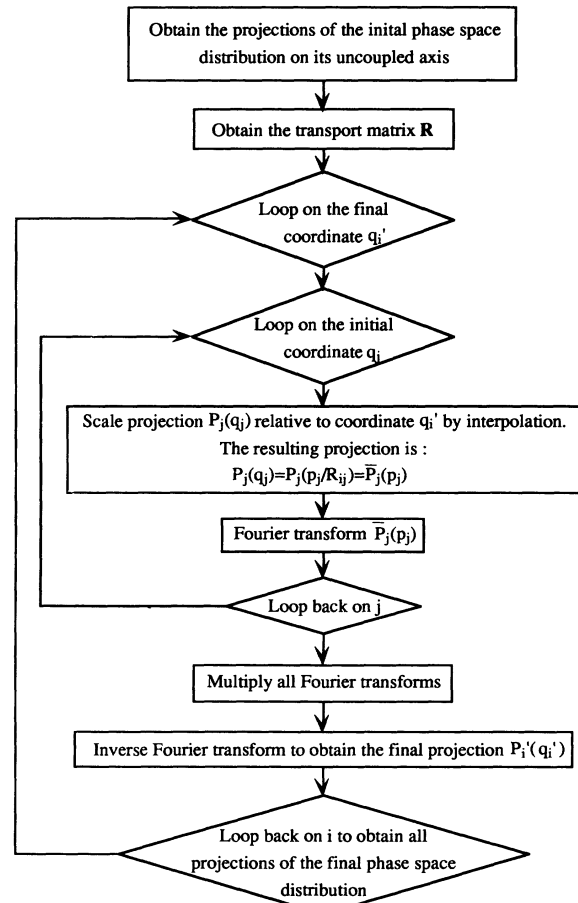 Obtain the projections of the inital phase space
distribution on its uncoupled axis
Obtain the transport matrix R
Loop on the final
coordinate qi'
Loop on the initial
coordinate qj
Scale projection Pj(qj) relative to coordinate qi' by interpolation.
The resulting projection is :
Pj(qj)=Pj(pj/Rij)=P̅j(pj)
Fourier transform P̅j(pj)
Loop back on j
Multiply all Fourier transforms
Inverse Fourier transform to obtain the final projection Pi'(qi')
Loop back on i to obtain all
projections of the final phase space
distribution